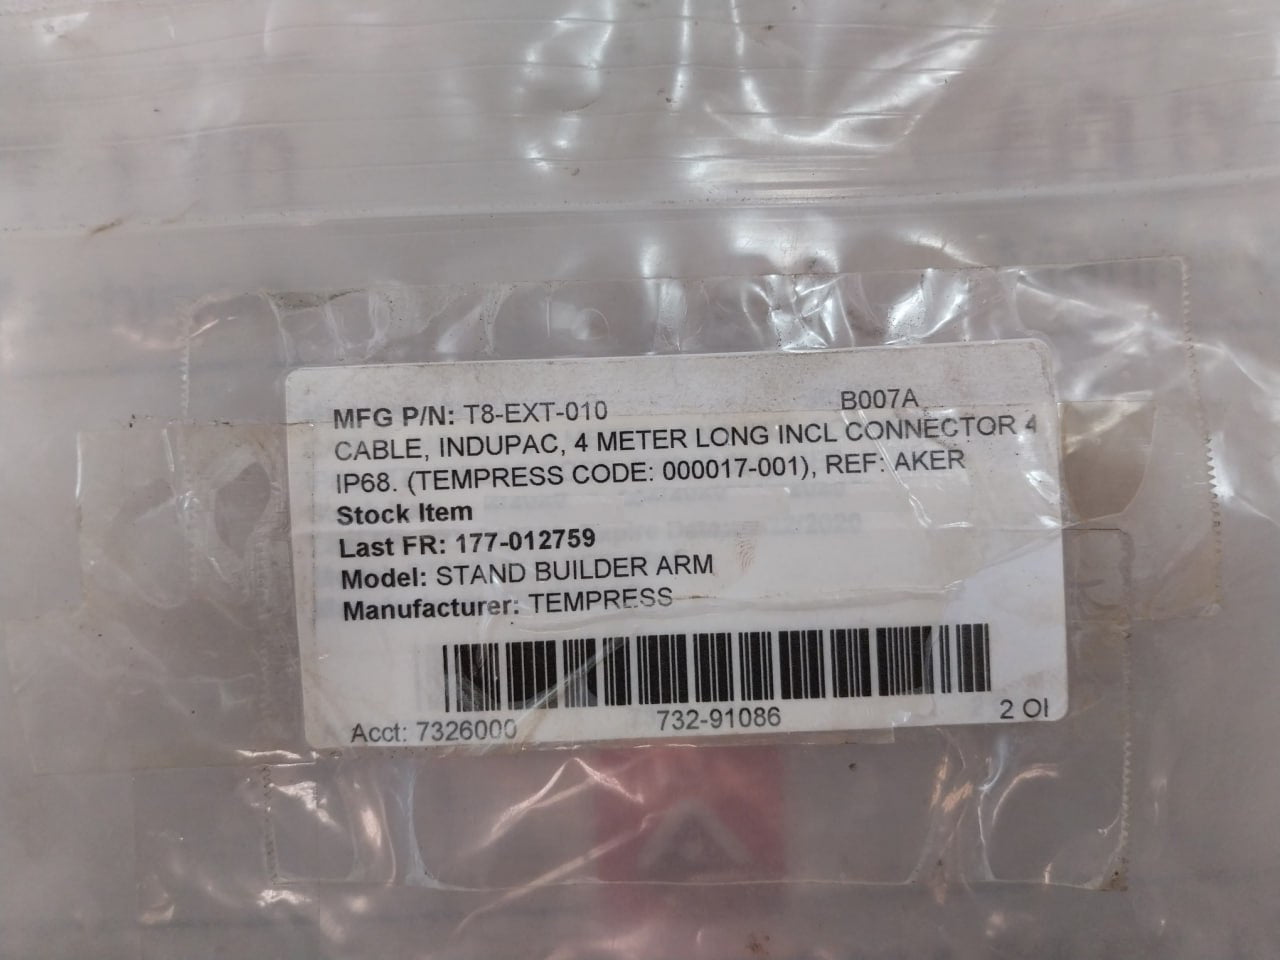 MFG P/N: T8-EXT-010 B007A
CABLE, INDUPAC, 4 METER LONG INCL CONNECTOR 4
IP68. (TEMPRESS CODE: 000017-001), REF: AKER
Stock Item
Last FR: 177-012759
Model: STAND BUILDER ARM
Manufacturer: TEMPRESS
Acct: 7326000 732-91086 2 OI